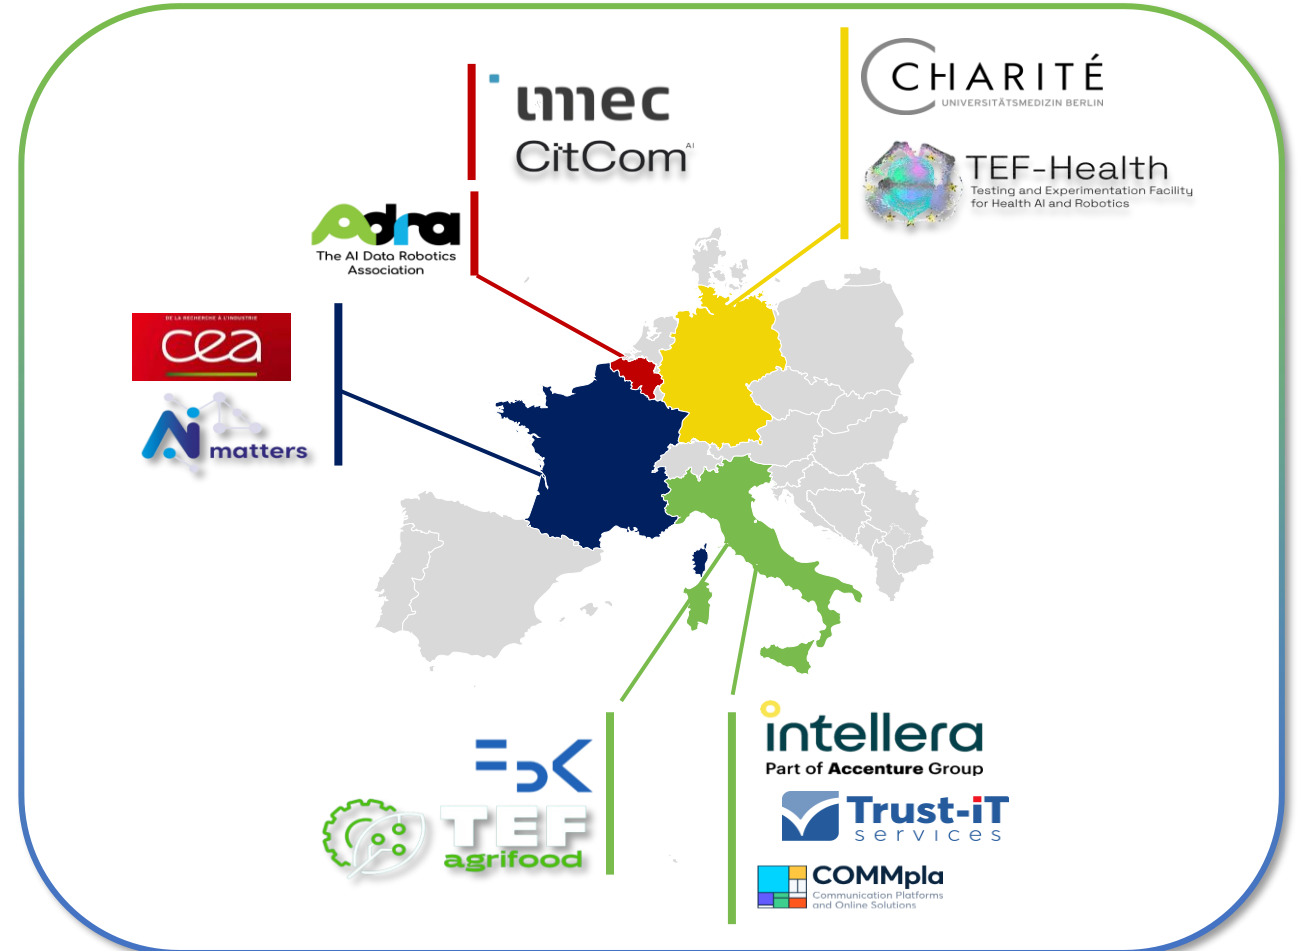 imec
CitCom AI
CHARITÉ
UNIVERSITÄTSMEDIZIN BERLIN
TEF-Health
Testing and Experimentation Facility
for Health AI and Robotics
Adra
The AI Data Robotics
Association
DE LA RECHERCHE À L'INDUSTRIE
cea
Ai
matters
FBK
TEF
agrifood
intellera
Part of Accenture Group
Trust-iT
services
COMMpla
Communication Platforms
and Online Solutions